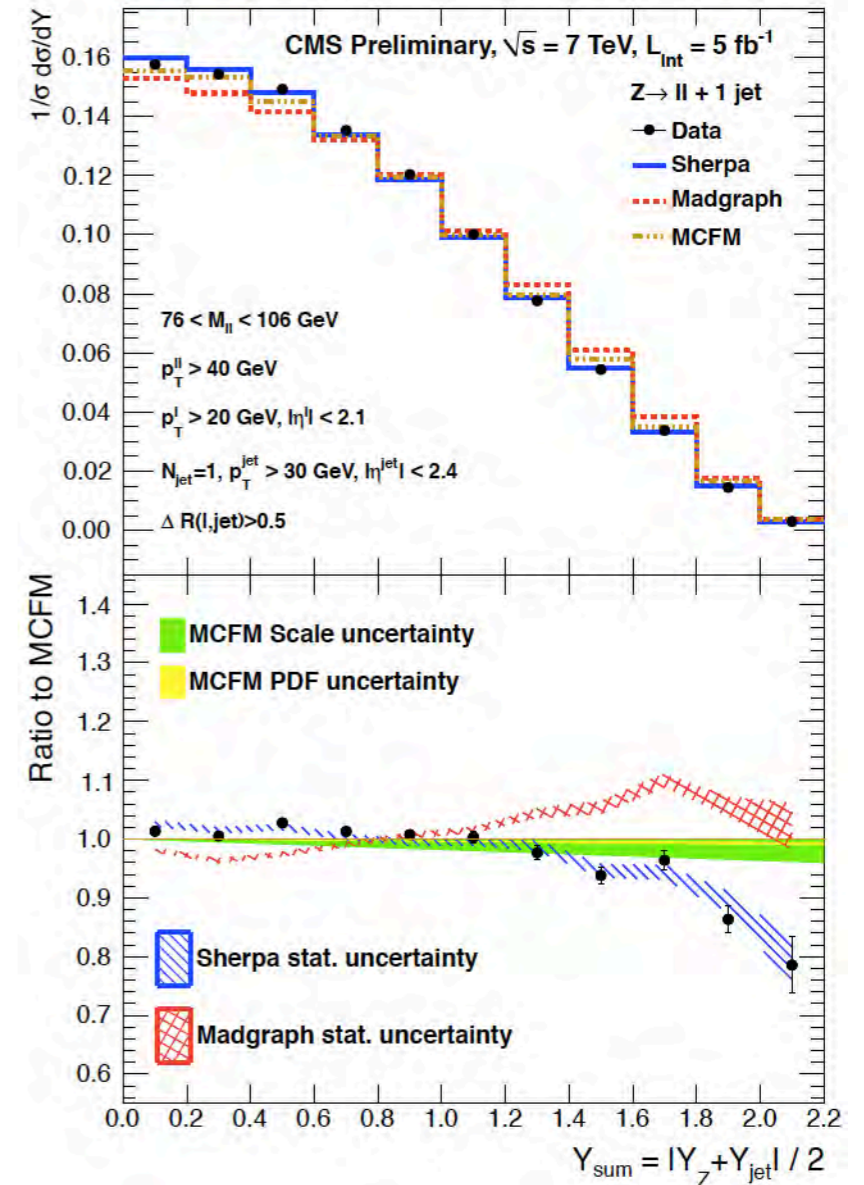 1/σ dσ/dY
0.16
0.14
0.12
0.10
0.08
0.06
0.04
0.02
0.00
CMS Preliminary, √s = 7 TeV, L_int = 5 fb⁻¹
Z→ ll + 1 jet
Data
Sherpa
Madgraph
MCFM
76 < M_ll < 106 GeV
p_T^ll > 40 GeV
p_T^l > 20 GeV, |η^l| < 2.1
N_jet=1, p_T^jet > 30 GeV, |η^jet| < 2.4
Δ R(l,jet)>0.5
Ratio to MCFM
1.4
1.3
1.2
1.1
1.0
0.9
0.8
0.7
0.6
MCFM Scale uncertainty
MCFM PDF uncertainty
Sherpa stat. uncertainty
Madgraph stat. uncertainty
0.0 0.2 0.4 0.6 0.8 1.0 1.2 1.4 1.6 1.8 2.0 2.2
Y_sum = |Y_Z+Y_jet| / 2